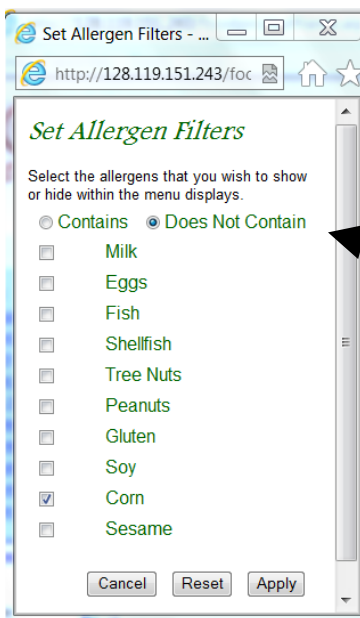 Set Allergen Filters - ...
http://128.119.151.243/foc
Set Allergen Filters
Select the allergens that you wish to show
or hide within the menu displays.
Contains Does Not Contain
Milk
Eggs
Fish
Shellfish
Tree Nuts
Peanuts
Gluten
Soy
Corn
Sesame
Cancel Reset Apply